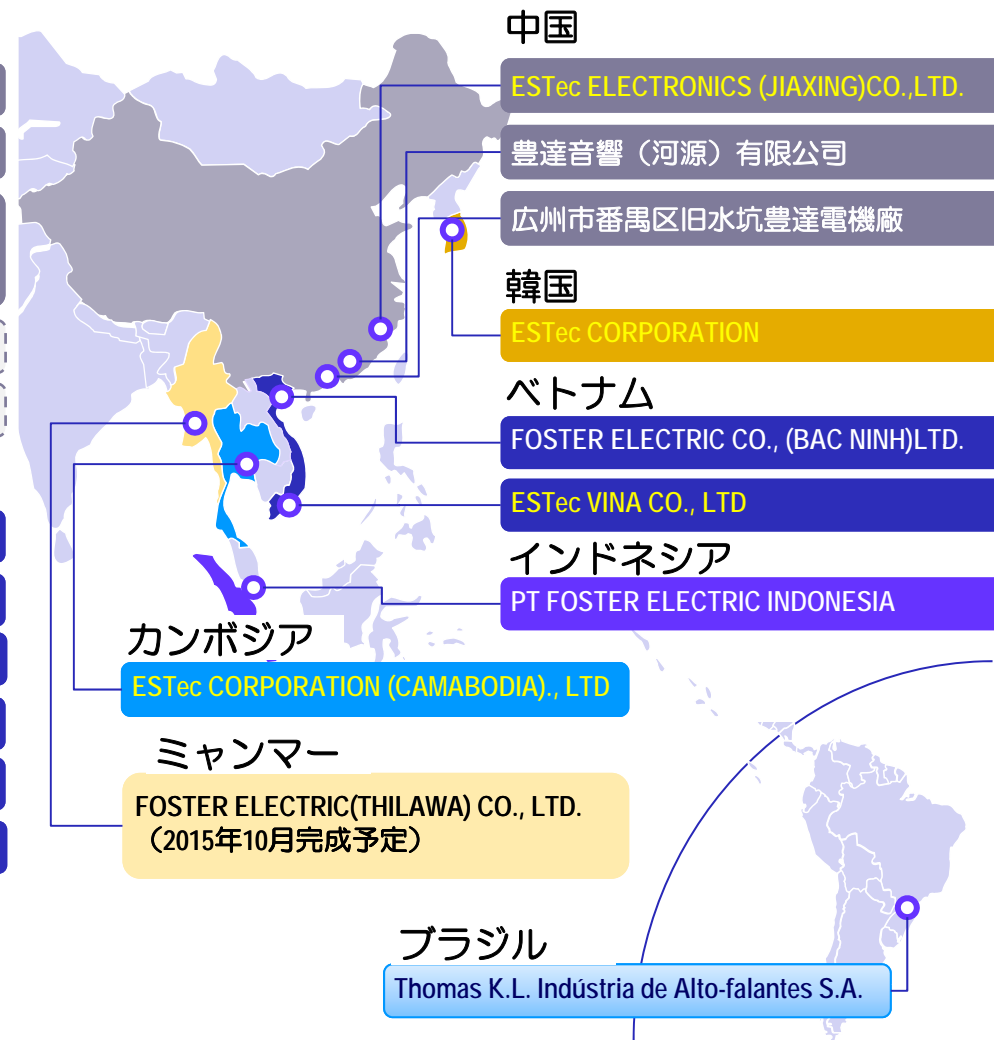 中国
ESTec ELECTRONICS (JIAXING)CO.,LTD.
豊達音響（河源）有限公司
広州市番禺区旧水坑豊達電機廠
韓国
ESTec CORPORATION
ベトナム
FOSTER ELECTRIC CO., (BAC NINH)LTD.
ESTec VINA CO., LTD
インドネシア
PT FOSTER ELECTRIC INDONESIA
カンボジア
ESTec CORPORATION (CAMABODIA)., LTD
ミャンマー
FOSTER ELECTRIC(THILAWA) CO., LTD.
（2015年10月完成予定）
ブラジル
Thomas K.L. Indústria de Alto-falantes S.A.